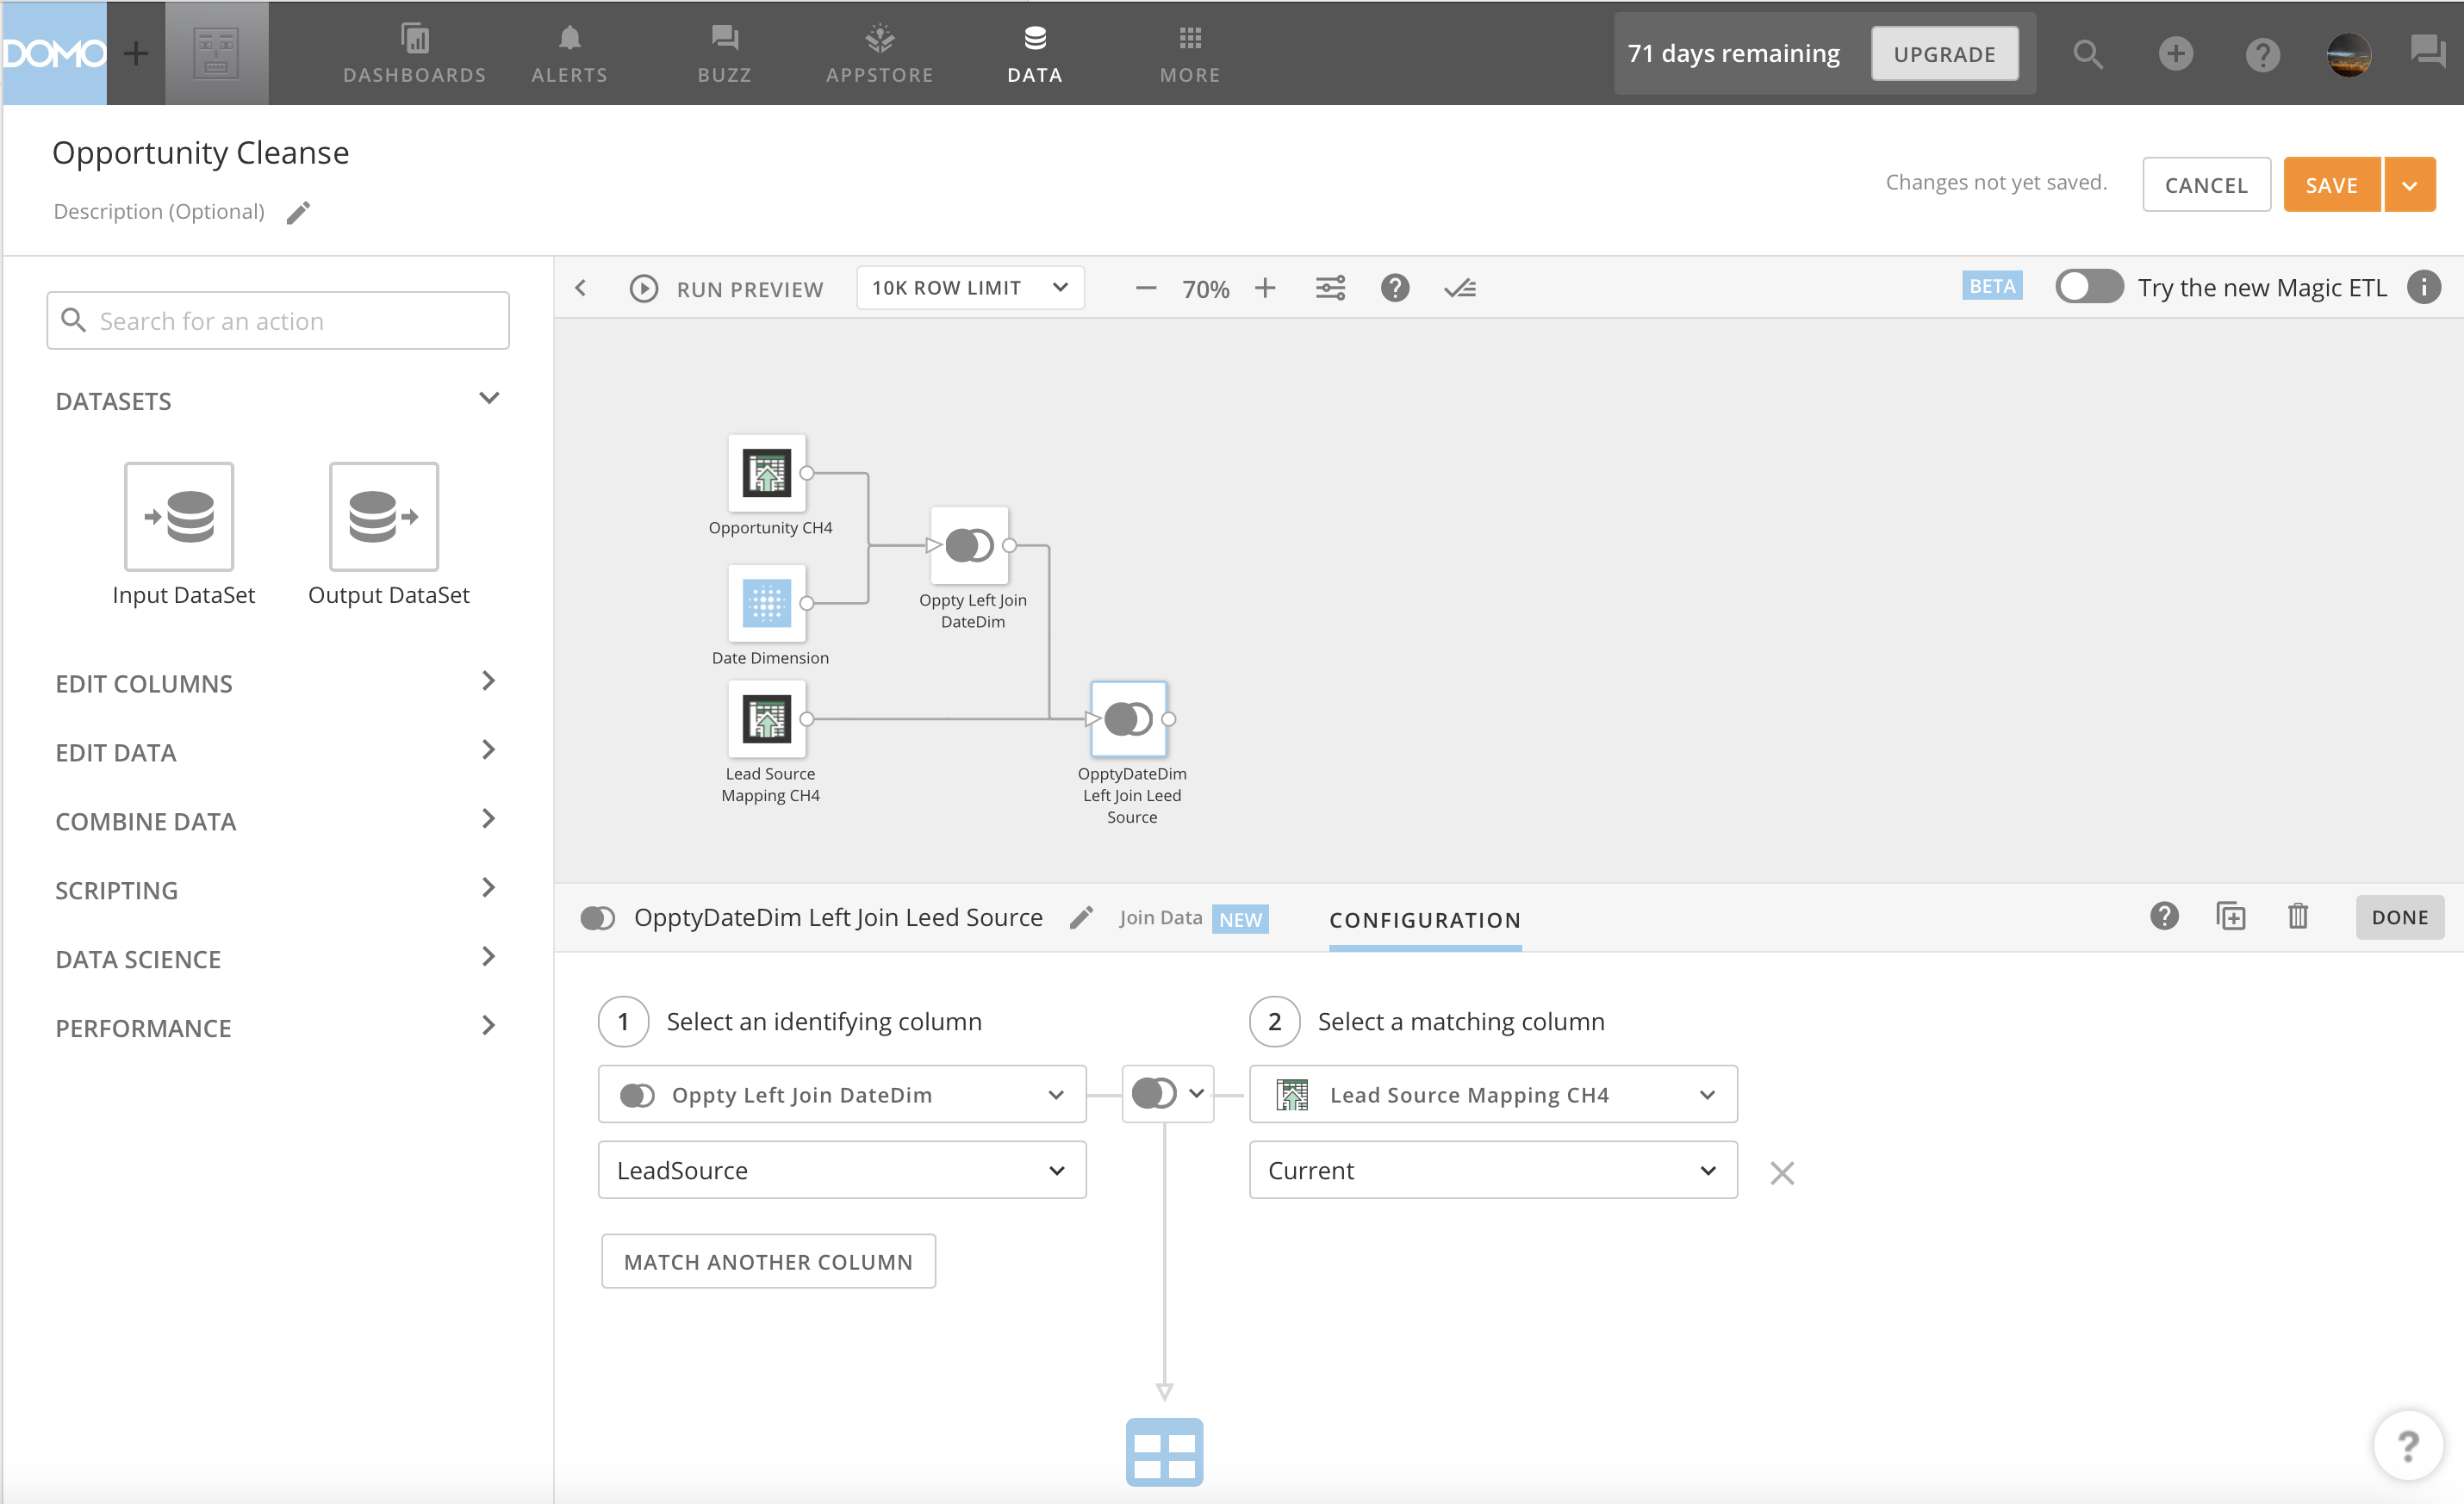 DOMO
DASHBOARDS
ALERTS
BUZZ
APPSTORE
DATA
MORE
71 days remaining
UPGRADE
Opportunity Cleanse
Description (Optional)
Changes not yet saved.
CANCEL
SAVE
Search for an action
DATASETS
Input DataSet
Output DataSet
EDIT COLUMNS
EDIT DATA
COMBINE DATA
SCRIPTING
DATA SCIENCE
PERFORMANCE
RUN PREVIEW
10K ROW LIMIT
70%
BETA
Try the new Magic ETL
Opportunity CH4
Oppty Left Join
DateDim
Date Dimension
Lead Source
Mapping CH4
OpptyDateDim
Left Join Leed
Source
OpptyDateDim Left Join Leed Source
Join Data
NEW
CONFIGURATION
DONE
1 Select an identifying column
2 Select a matching column
Oppty Left Join DateDim
Lead Source Mapping CH4
LeadSource
Current
MATCH ANOTHER COLUMN